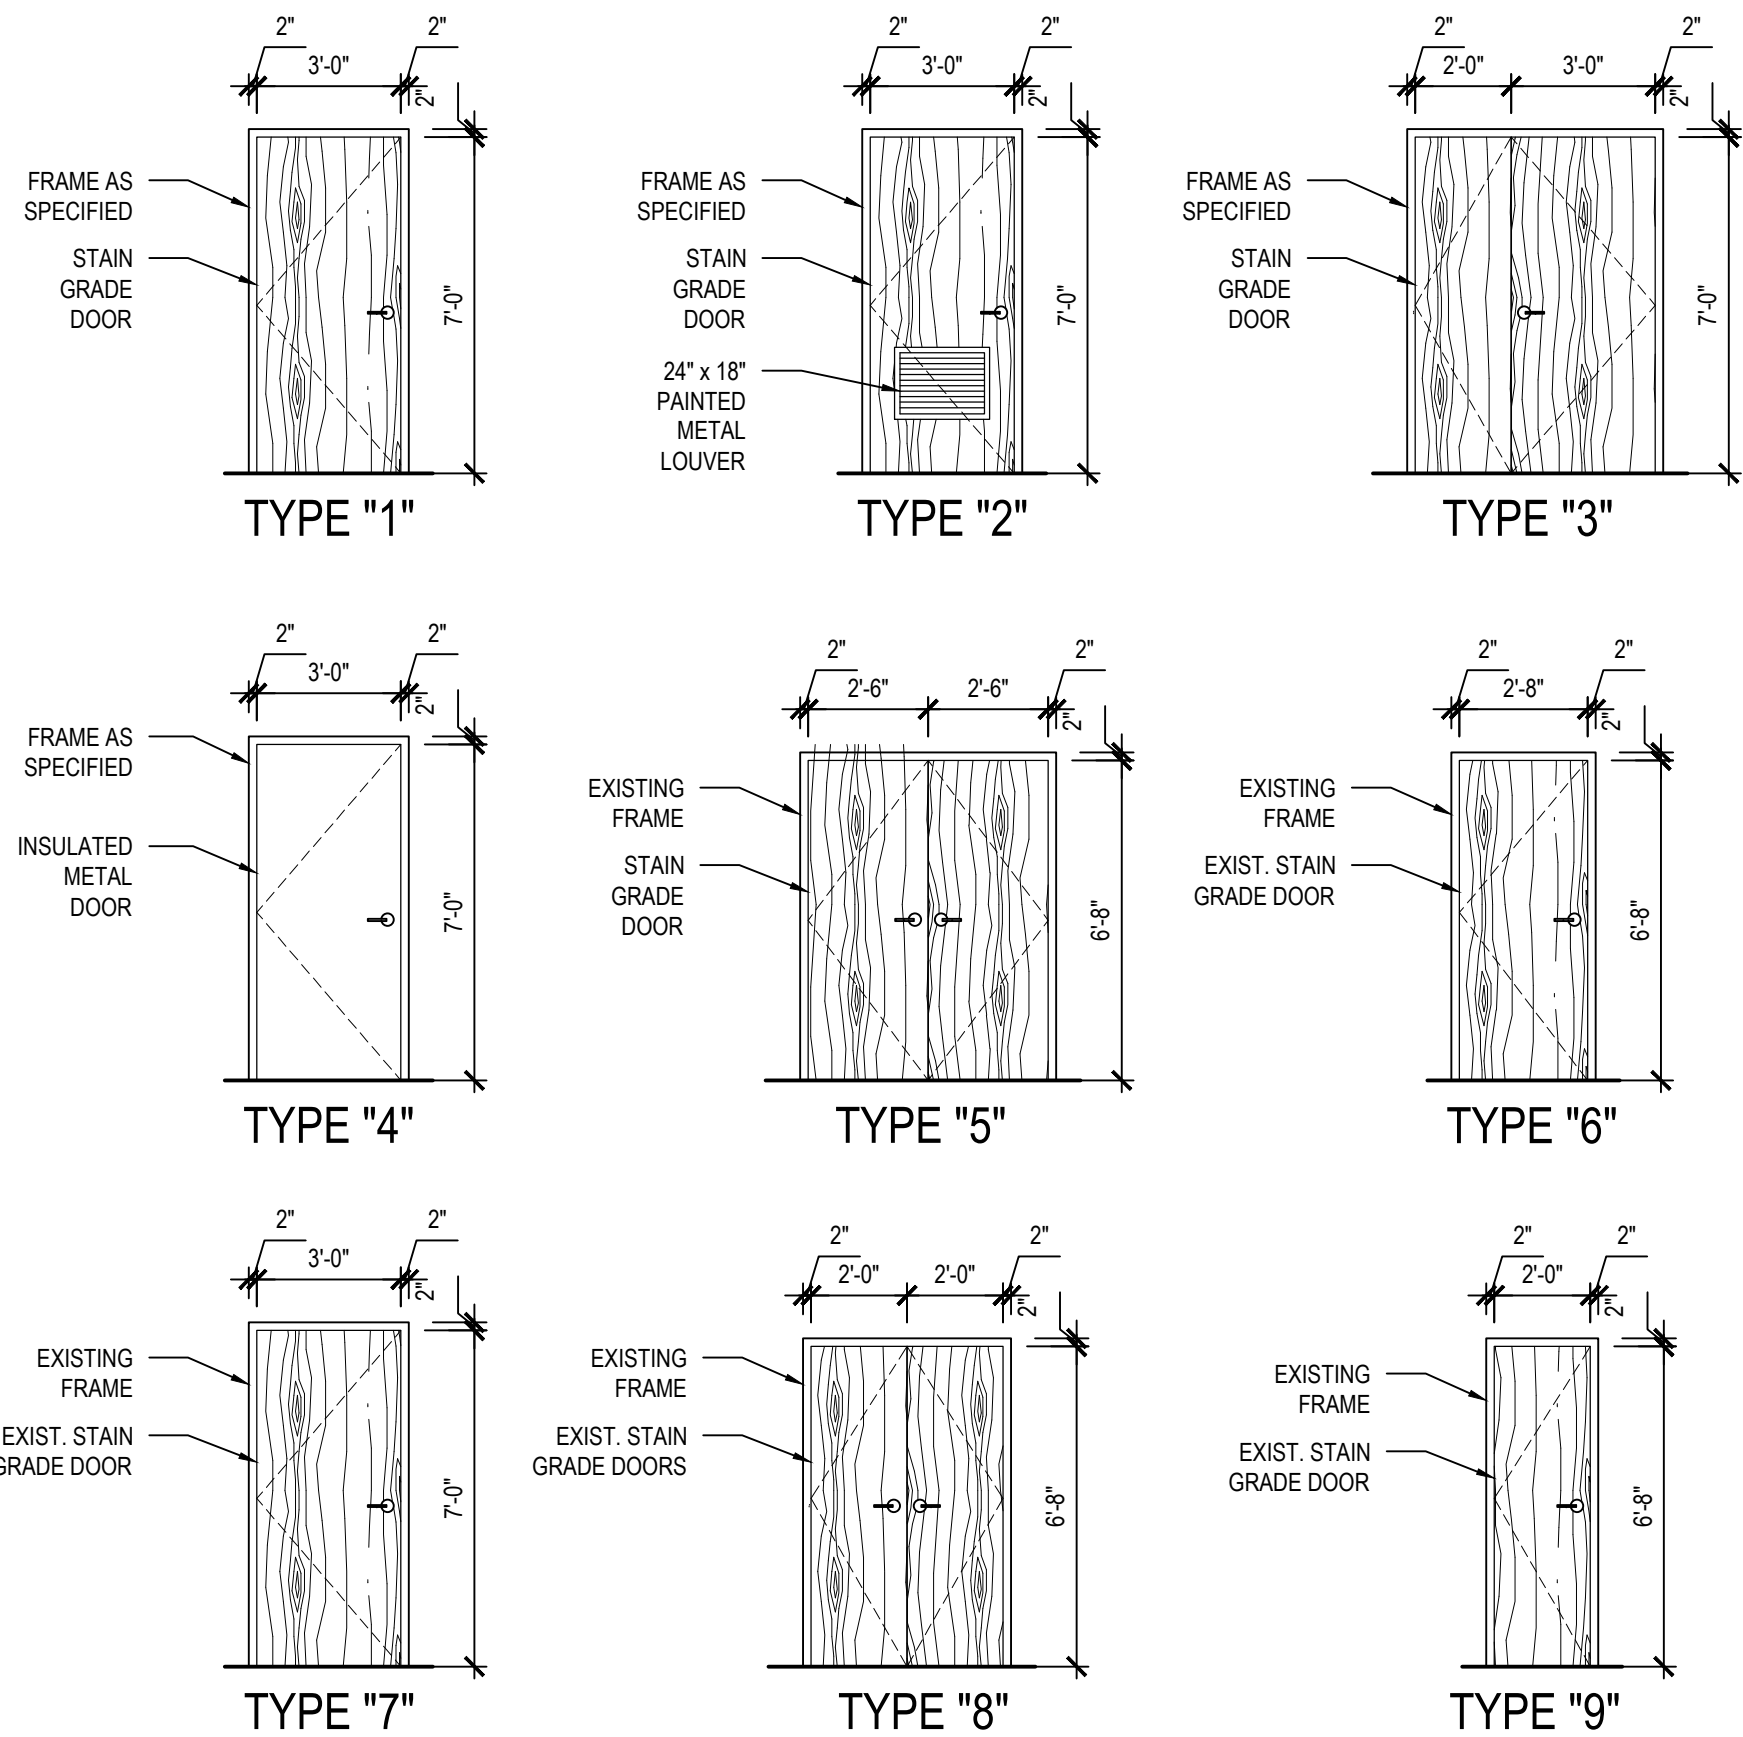 2"
2"
3'-0"
2"
FRAME AS
SPECIFIED
STAIN
GRADE
DOOR
7'-0"
TYPE "1"
2"
2"
3'-0"
2"
FRAME AS
SPECIFIED
STAIN
GRADE
DOOR
24" x 18"
PAINTED
METAL
LOUVER
7'-0"
TYPE "2"
2"
2"
2'-0"
3'-0"
2"
FRAME AS
SPECIFIED
STAIN
GRADE
DOOR
7'-0"
TYPE "3"
2"
2"
3'-0"
2"
FRAME AS
SPECIFIED
INSULATED
METAL
DOOR
7'-0"
TYPE "4"
2"
2"
2'-6"
2'-6"
2"
EXISTING
FRAME
STAIN
GRADE
DOOR
6'-8"
TYPE "5"
2"
2"
2'-8"
2"
EXISTING
FRAME
EXIST. STAIN
GRADE DOOR
6'-8"
TYPE "6"
2"
2"
3'-0"
2"
EXISTING
FRAME
EXIST. STAIN
GRADE DOOR
7'-0"
TYPE "7"
2"
2"
2'-0"
2'-0"
2"
EXISTING
FRAME
EXIST. STAIN
GRADE DOORS
6'-8"
TYPE "8"
2"
2"
2'-0"
2"
EXISTING
FRAME
EXIST. STAIN
GRADE DOOR
6'-8"
TYPE "9"